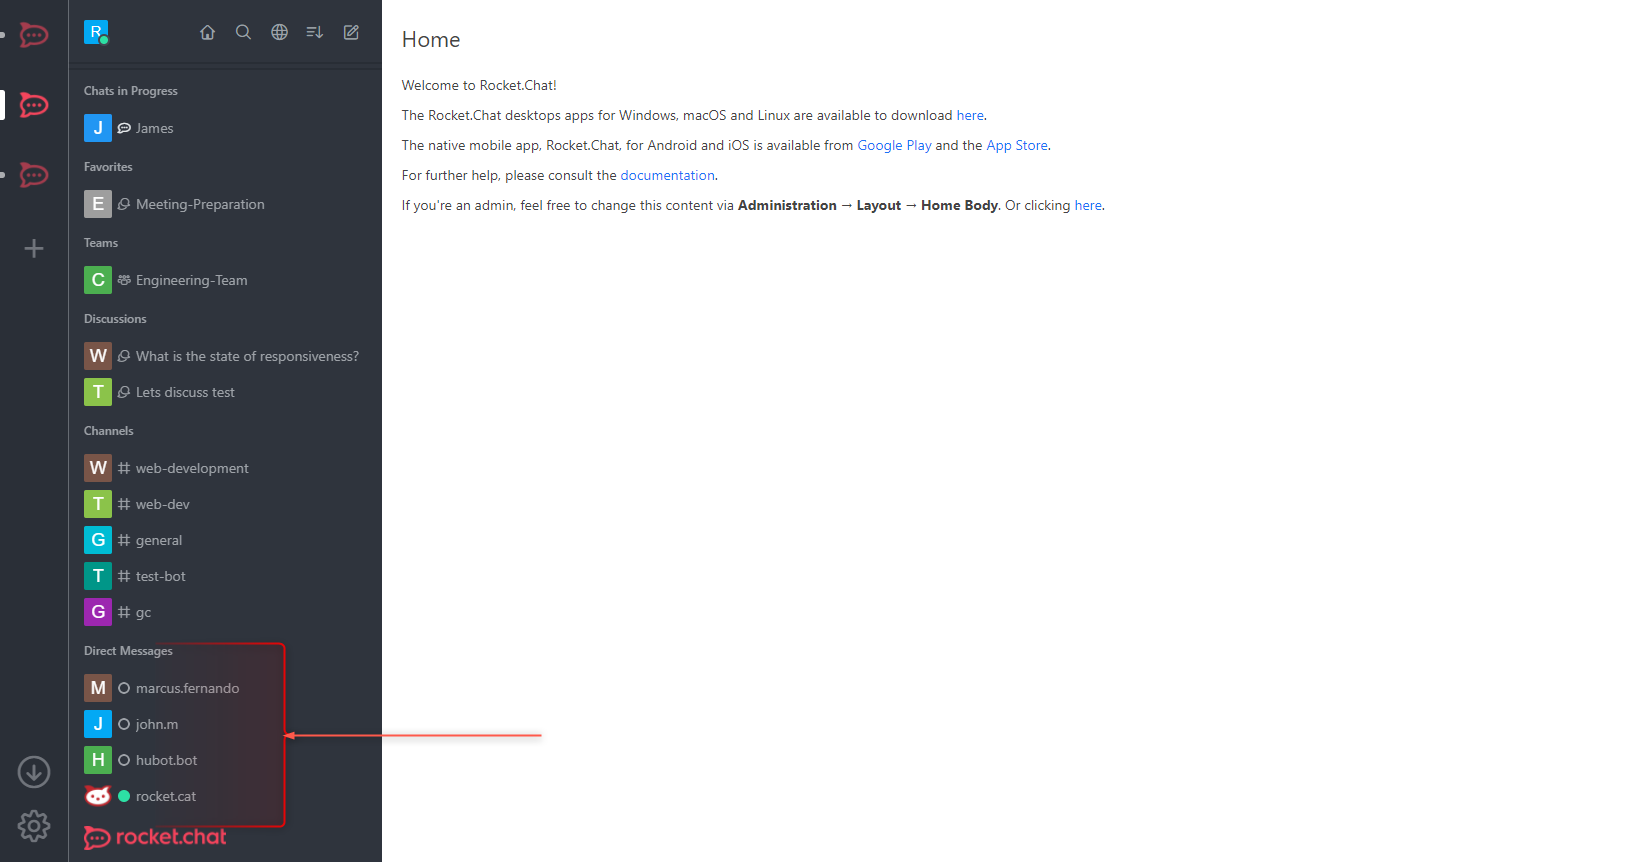 R
Chats in Progress
J James
Favorites
E Meeting-Preparation
Teams
C Engineering-Team
Discussions
W What is the state of responsiveness?
T Lets discuss test
Channels
W web-development
T web-dev
G general
T test-bot
G gc
Direct Messages
M marcus.fernando
J john.m
H hubot.bot
rocket.cat
rocket.chat
Home
Welcome to Rocket.Chat!
The Rocket.Chat desktops apps for Windows, macOS and Linux are available to download here.
The native mobile app, Rocket.Chat, for Android and iOS is available from Google Play and the App Store.
For further help, please consult the documentation.
If you're an admin, feel free to change this content via Administration → Layout → Home Body. Or clicking here.